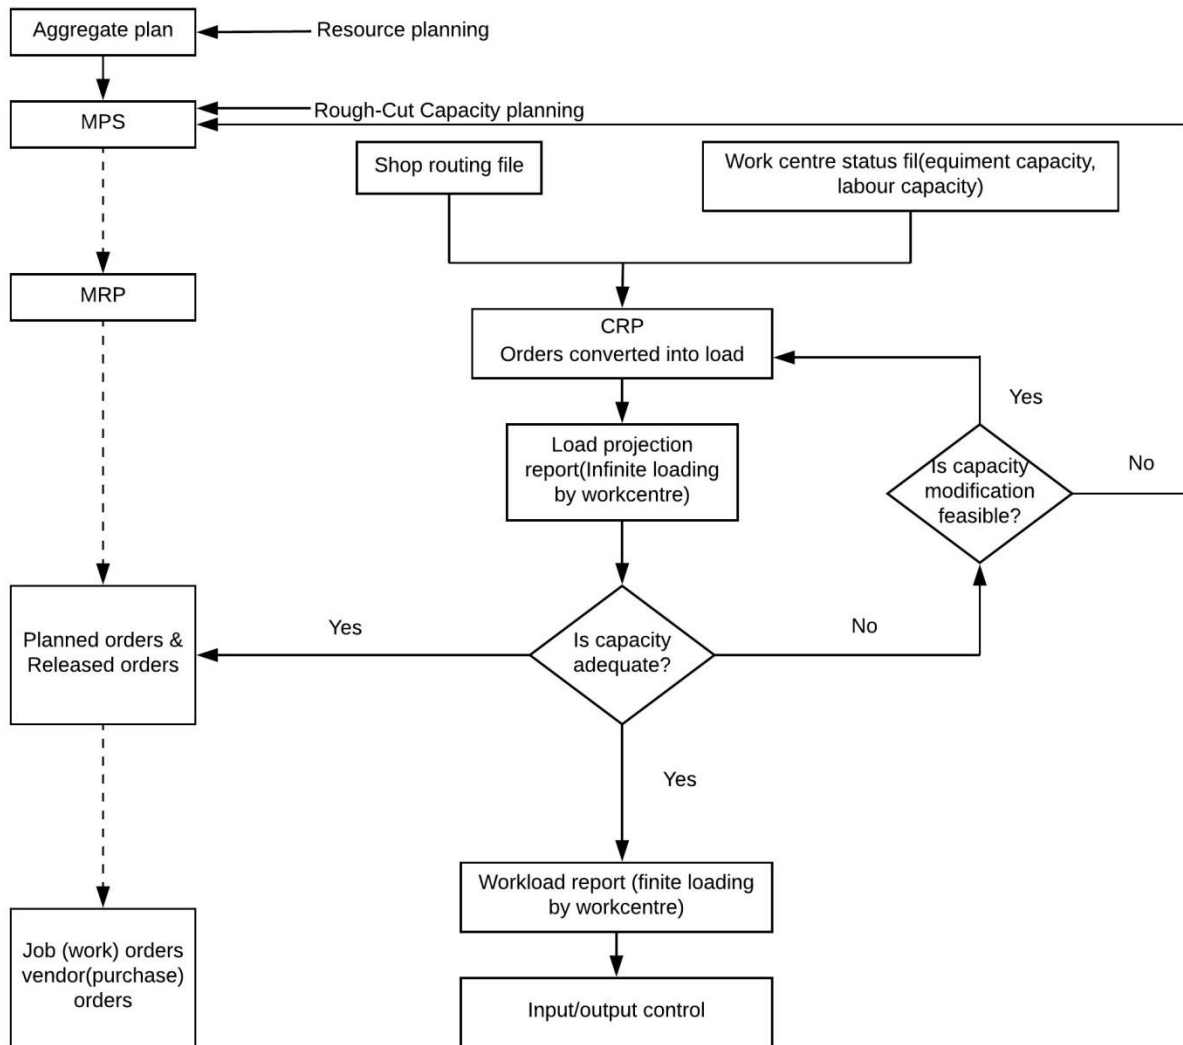 Aggregate plan
Resource planning
MPS
Rough-Cut Capacity planning
Shop routing file
Work centre status fil(equiment capacity,
labour capacity)
MRP
CRP
Orders converted into load
Yes
Load projection
report(Infinite loading
by workcentre)
Is capacity
modification
feasible?
No
Planned orders &
Released orders
Yes
Is capacity
adequate?
No
Yes
Workload report (finite loading
by workcentre)
Job (work) orders
vendor(purchase)
orders
Input/output control